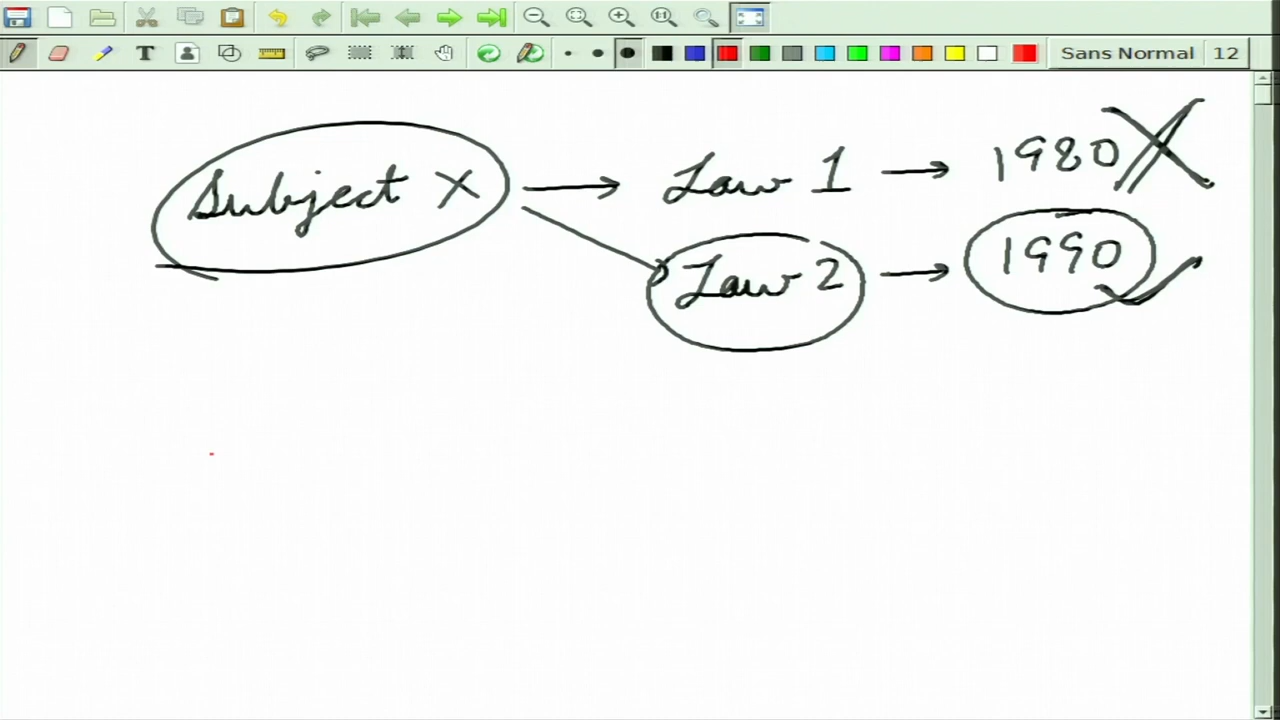 Sans Normal 12
Subject X → Law 1 → 1980
Law 2 → 1990